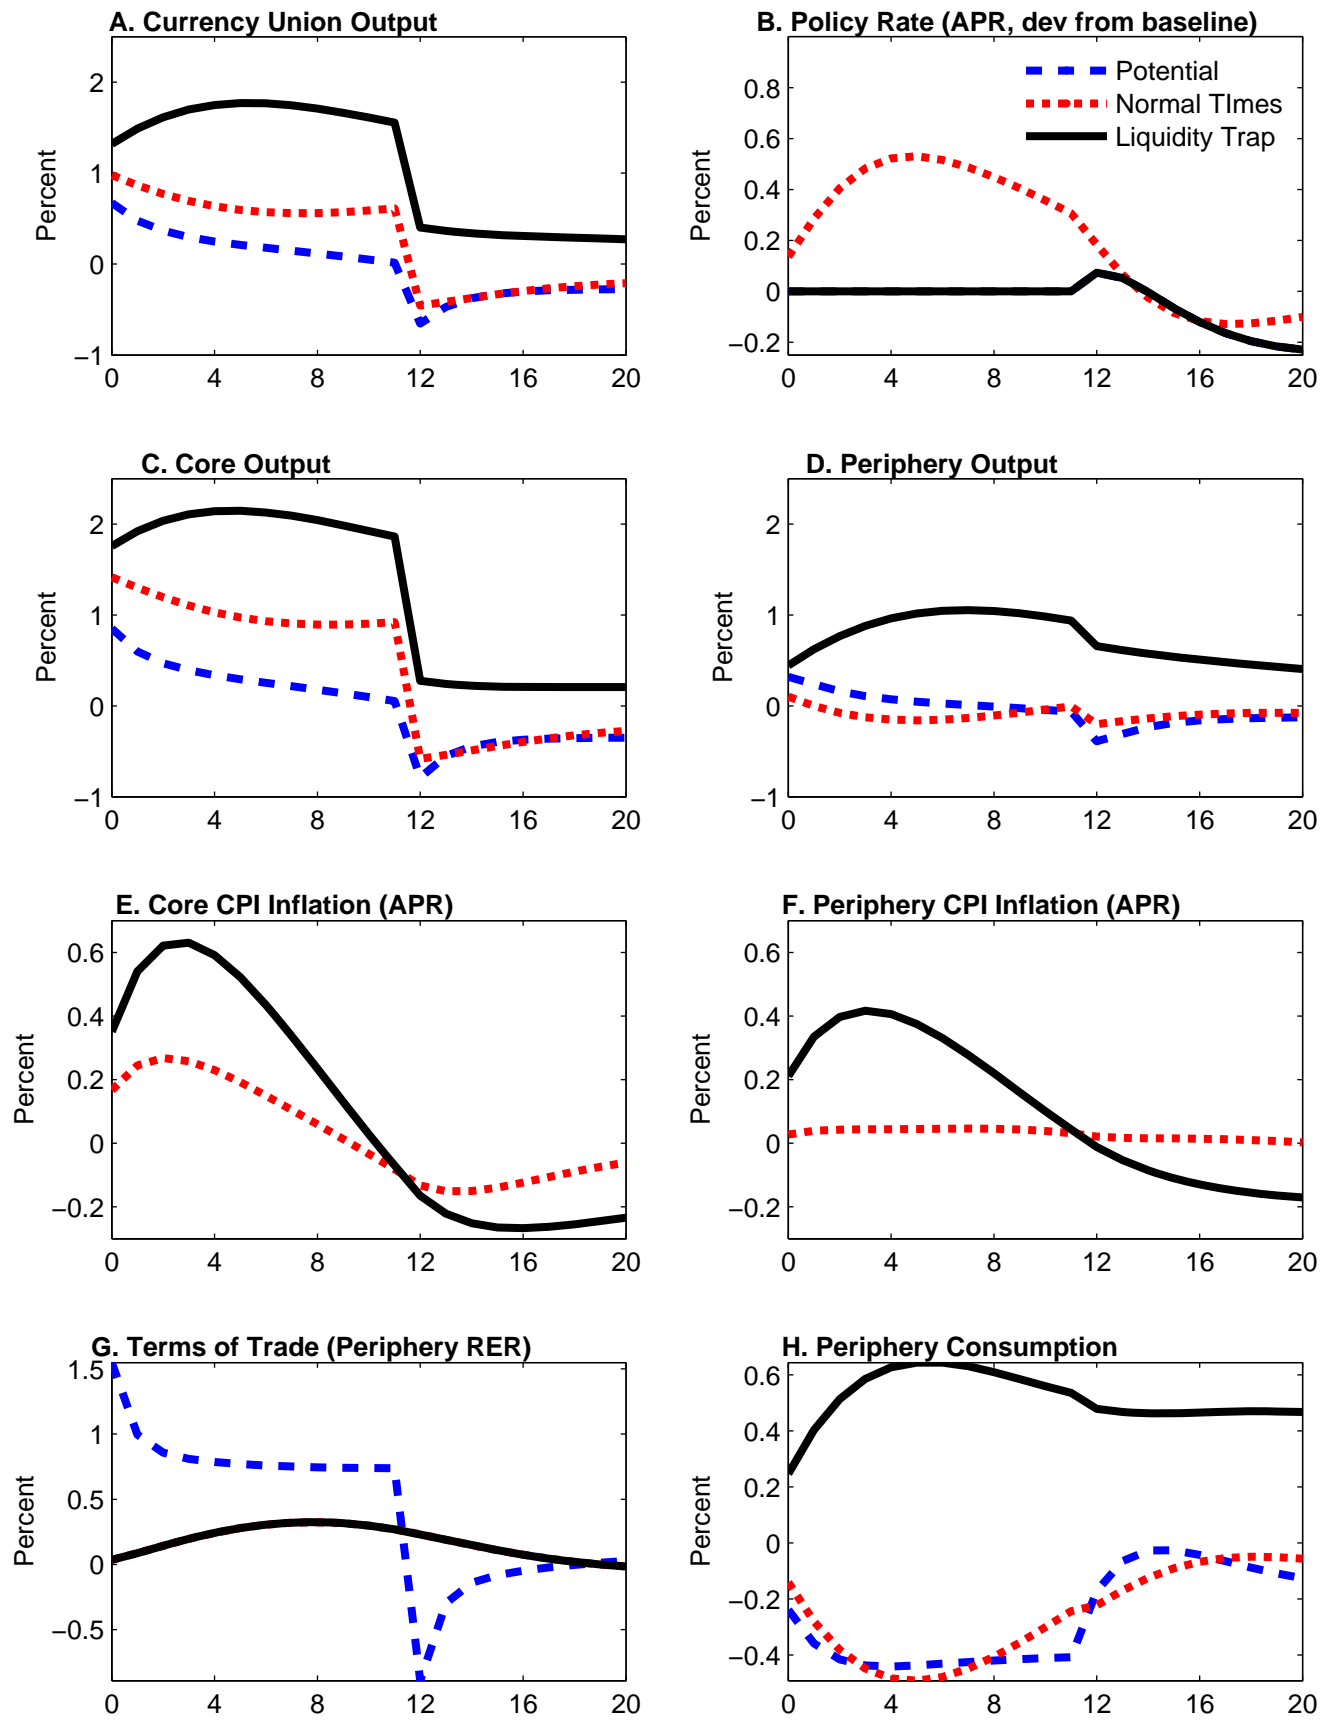 A. Currency Union Output
Percent
2
1
0
−1
0 4 8 12 16 20
B. Policy Rate (APR, dev from baseline)
Percent
0.8
0.6
0.4
0.2
0
−0.2
0 4 8 12 16 20
Potential
Normal TImes
Liquidity Trap
C. Core Output
Percent
2
1
0
−1
0 4 8 12 16 20
D. Periphery Output
Percent
2
1
0
−1
0 4 8 12 16 20
E. Core CPI Inflation (APR)
Percent
0.6
0.4
0.2
0
−0.2
0 4 8 12 16 20
F. Periphery CPI Inflation (APR)
Percent
0.6
0.4
0.2
0
−0.2
0 4 8 12 16 20
G. Terms of Trade (Periphery RER)
Percent
1.5
1
0.5
0
−0.5
0 4 8 12 16 20
H. Periphery Consumption
Percent
0.6
0.4
0.2
0
−0.2
−0.4
0 4 8 12 16 20